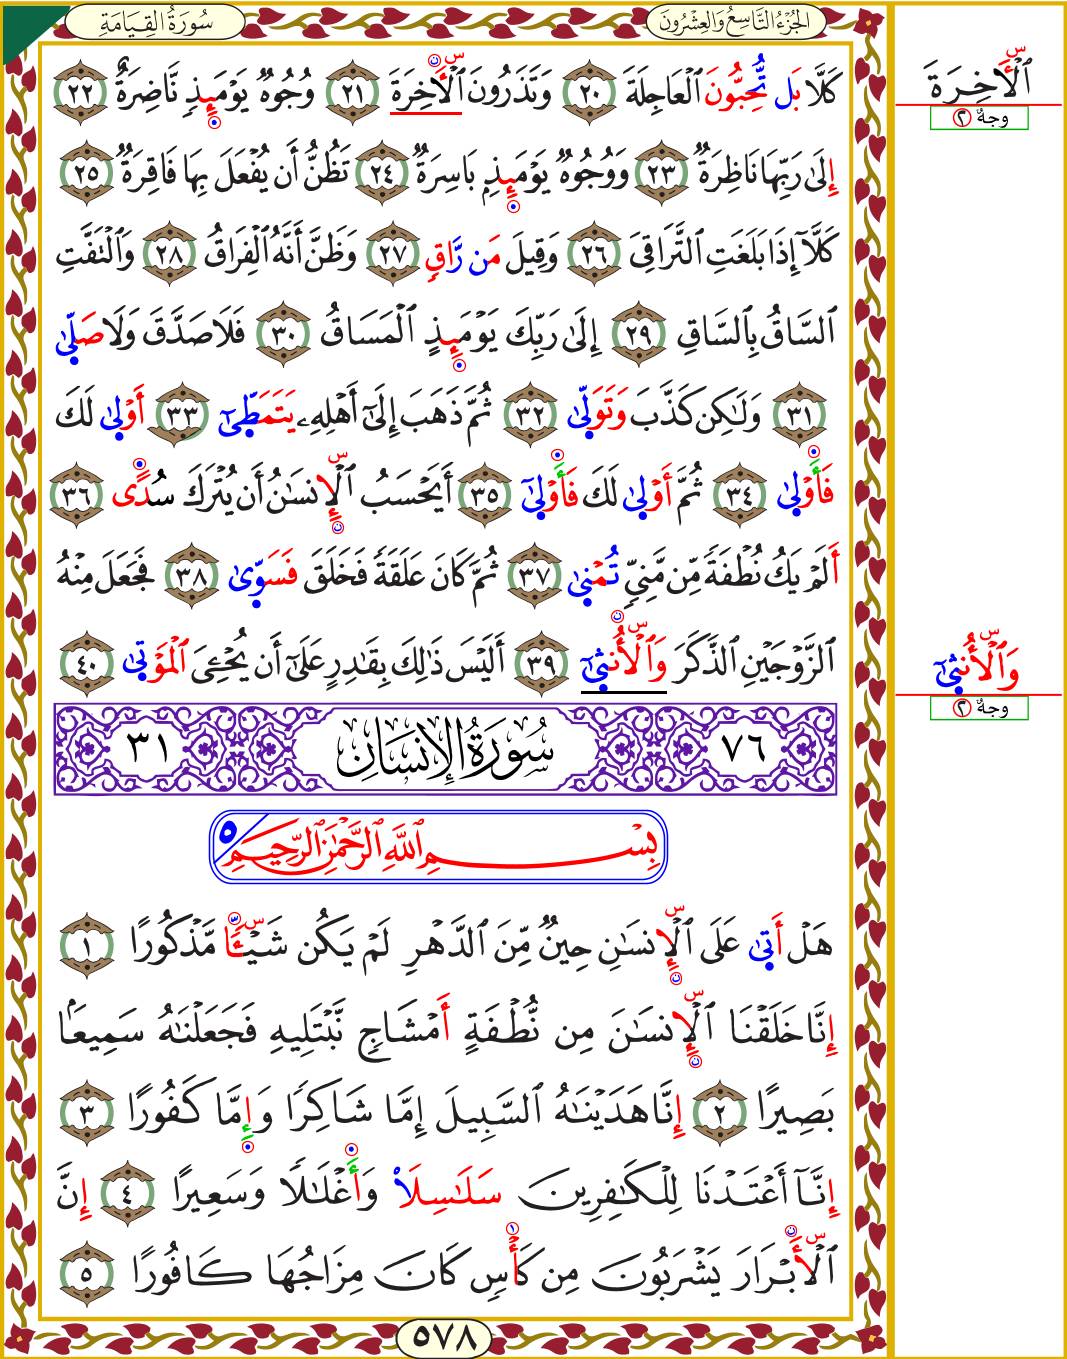 سُورَةُ القِيَامَةِ
الجُزْءُ التَّاسِعُ وَالعِشْرُونَ
كَلَّا بَل تُّحِبُّونَ ٱلْعَاجِلَةَ ٢٠ وَتَذَرُونَ ٱلْأَخِرَةَ ٢١ وُجُوهٌ يَوْمَئِذٍ نَّاضِرَةٌ ٢٢
إِلَىٰ رَبِّهَا نَاظِرَةٌ ٢٣ وَوُجُوهٌ يَوْمَئِذٍ بَاسِرَةٌ ٢٤ تَظُنُّ أَن يُفْعَلَ بِهَا فَاقِرَةٌ ٢٥
كَلَّآ إِذَا بَلَغَتِ ٱلتَّرَاقِىَ ٢٦ وَقِيلَ مَن رَّاقٍ ٢٧ وَظَنَّ أَنَّهُ ٱلْفِرَاقُ ٢٨ وَٱلْتَفَّتِ
ٱلسَّاقُ بِٱلسَّاقِ ٢٩ إِلَىٰ رَبِّكَ يَوْمَئِذٍ ٱلْمَسَاقُ ٣٠ فَلَا صَدَّقَ وَلَا صَلَّىٰ
٣١ وَلَٰكِن كَذَّبَ وَتَوَلَّىٰ ٣٢ ثُمَّ ذَهَبَ إِلَىٰٓ أَهْلِهِۦ يَتَمَطَّىٰٓ ٣٣ أَوْلَىٰ لَكَ
فَأَوْلَىٰ ٣٤ ثُمَّ أَوْلَىٰ لَكَ فَأَوْلَىٰٓ ٣٥ أَيَحْسَبُ ٱلْإِنسَٰنُ أَن يُتْرَكَ سُدًى ٣٦
أَلَمْ يَكُ نُطْفَةً مِّن مَّنِىٍّ تُمْنَىٰ ٣٧ ثُمَّ كَانَ عَلَقَةً فَخَلَقَ فَسَوَّىٰ ٣٨ فَجَعَلَ مِنْهُ
ٱلزَّوْجَيْنِ ٱلذَّكَرَ وَٱلْأُنثَىٰٓ ٣٩ أَلَيْسَ ذَٰلِكَ بِقَٰدِرٍ عَلَىٰٓ أَن يُحْـِۧىَ ٱلْمَوْتَىٰ ٤٠
٧٦ سُورَةُ الإِنسَانِ ٣١
بِسْمِ ٱللَّهِ ٱلرَّحْمَٰنِ ٱلرَّحِيمِ ٥
هَلْ أَتَىٰ عَلَى ٱلْإِنسَٰنِ حِينٌ مِّنَ ٱلدَّهْرِ لَمْ يَكُن شَيْـًٔا مَّذْكُورًا ١
إِنَّا خَلَقْنَا ٱلْإِنسَٰنَ مِن نُّطْفَةٍ أَمْشَاجٍ نَّبْتَلِيهِ فَجَعَلْنَٰهُ سَمِيعًۢا
بَصِيرًا ٢ إِنَّا هَدَيْنَٰهُ ٱلسَّبِيلَ إِمَّا شَاكِرًا وَإِمَّا كَفُورًا ٣
إِنَّآ أَعْتَدْنَا لِلْكَٰفِرِينَ سَلَٰسِلَا۟ وَأَغْلَٰلًا وَسَعِيرًا ٤ إِنَّ
ٱلْأَبْرَارَ يَشْرَبُونَ مِن كَأْسٍ كَانَ مِزَاجُهَا كَافُورًا ٥
٥٧٨
ٱلْأَخِرَةَ
وجهٌ ٢
وَٱلْأُنثَىٰٓ
وجهٌ ٢